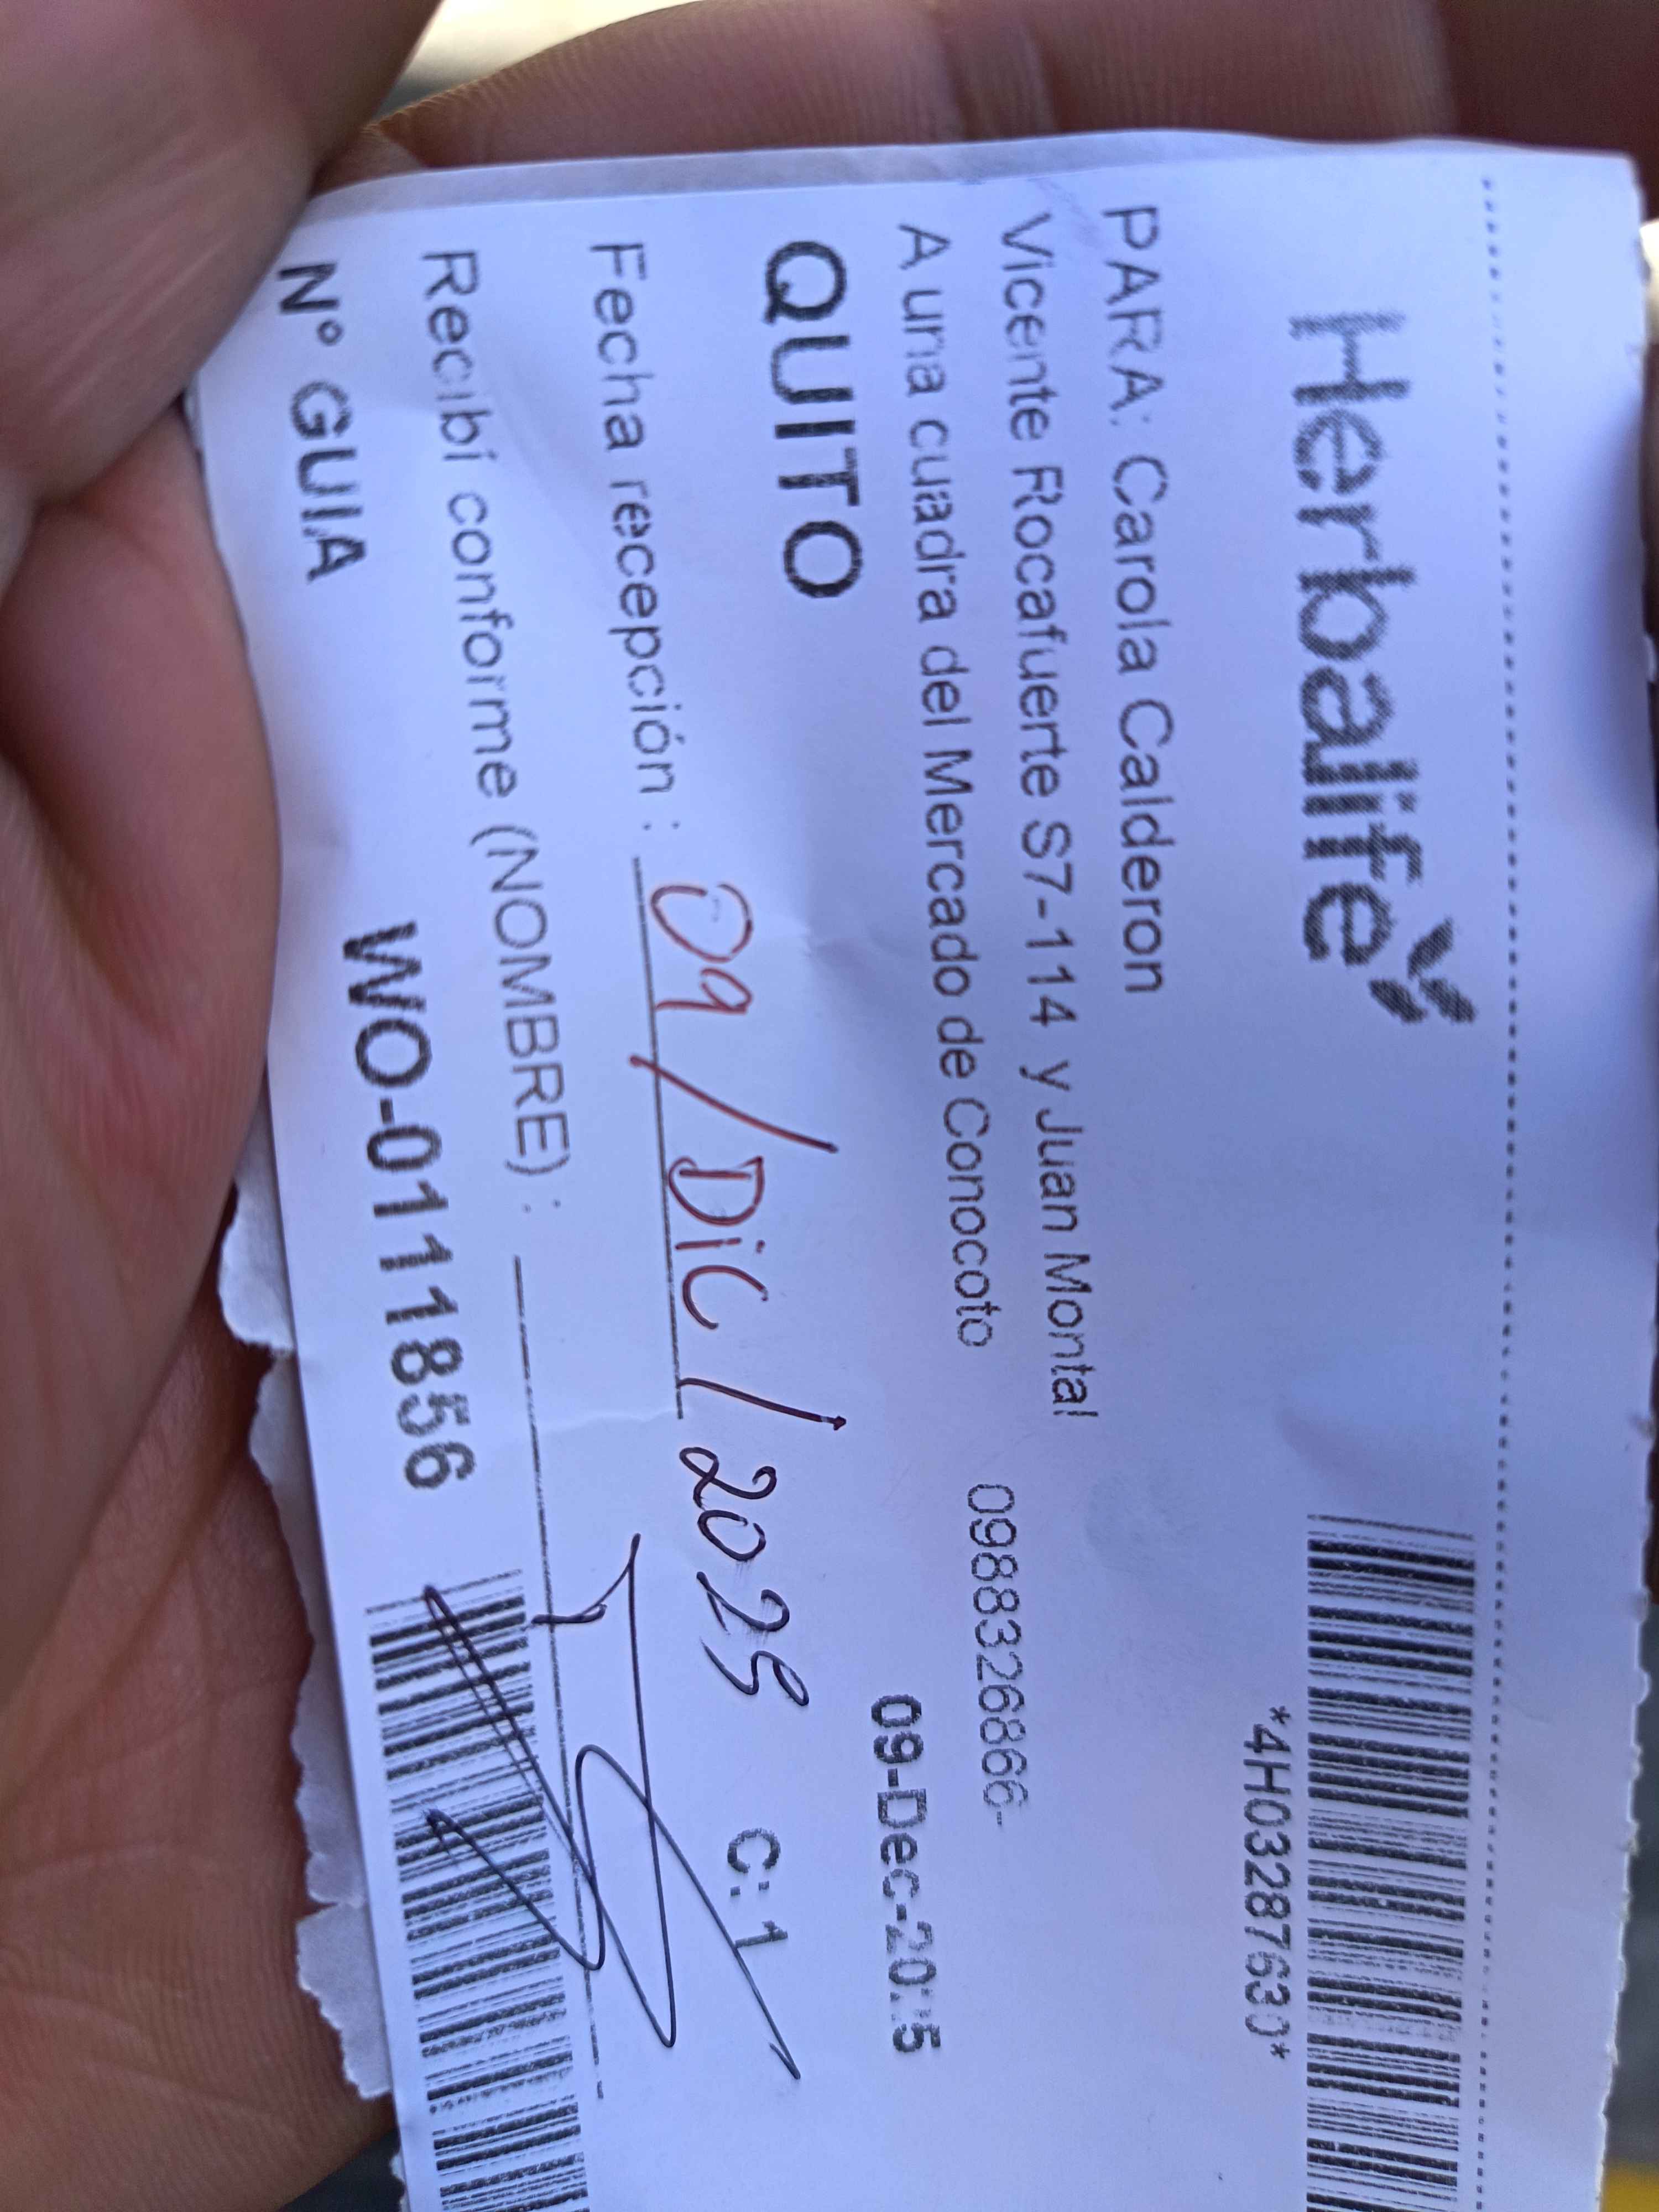 Herbalife
*4H03287630*
PARA: Carola Calderon
Vicente Rocafuerte S7-114 y Juan Montal
A una cuadra del Mercado de Conocoto 0988326866-
QUITO 09-Dec-2025
Fecha recepción : 09/Dic/2025 C:1
Recibí conforme (NOMBRE) :
N° GUIA WO-0111856